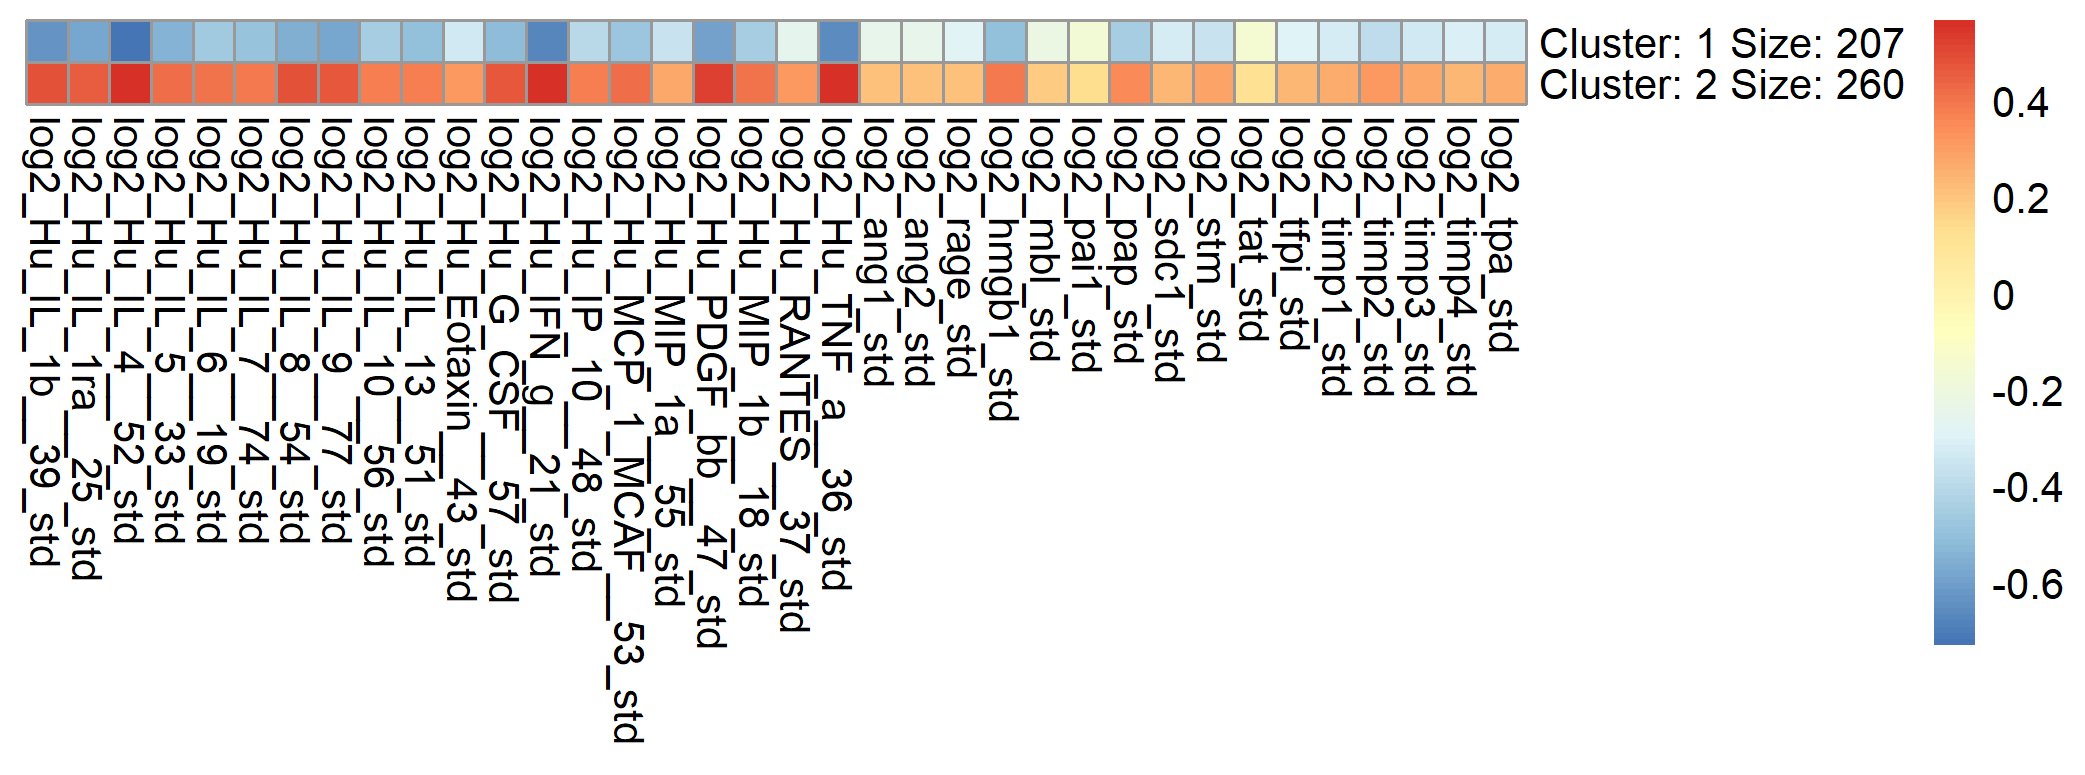 Cluster: 1 Size: 207
Cluster: 2 Size: 260
log2_Hu_IL_1b__39_std
log2_Hu_IL_1ra__25_std
log2_Hu_IL_4__52_std
log2_Hu_IL_5__33_std
log2_Hu_IL_6__19_std
log2_Hu_IL_7__74_std
log2_Hu_IL_8__54_std
log2_Hu_IL_9__77_std
log2_Hu_IL_10__56_std
log2_Hu_IL_13__51_std
log2_Hu_Eotaxin__43_std
log2_Hu_G_CSF__57_std
log2_Hu_IFN_g__21_std
log2_Hu_IP_10__48_std
log2_Hu_MCP_1_MCAF__53_std
log2_Hu_MIP_1a__55_std
log2_Hu_PDGF_bb__47_std
log2_Hu_MIP_1b__18_std
log2_Hu_RANTES__37_std
log2_Hu_TNF_a__36_std
log2_ang1_std
log2_ang2_std
log2_rage_std
log2_hmgb1_std
log2_mbl_std
log2_pai1_std
log2_pap_std
log2_sdc1_std
log2_stm_std
log2_tat_std
log2_tfpi_std
log2_timp1_std
log2_timp2_std
log2_timp3_std
log2_timp4_std
log2_tpa_std
0.4
0.2
0
-0.2
-0.4
-0.6